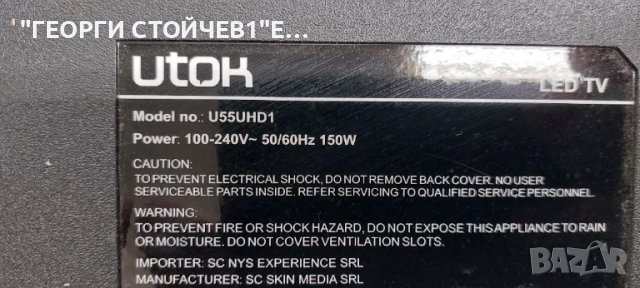 "ГЕОРГИ СТОЙЧЕВ1"Е...
utok
LED TV
Model no.: U55UHD1
Power: 100-240V~ 50/60Hz 150W
CAUTION:
TO PREVENT ELECTRICAL SHOCK, DO NOT REMOVE BACK COVER. NO USER
SERVICEABLE PARTS INSIDE. REFER SERVICING TO QUALIFIED SERVICE PERSONNEL.
WARNING:
TO PREVENT FIRE OR SHOCK HAZARD, DO NOT EXPOSE THIS APPLIANCE TO RAIN
OR MOISTURE. DO NOT COVER VENTILATION SLOTS.
IMPORTER: SC NYS EXPERIENCE SRL
MANUFACTURER: SC SKIN MEDIA SRL
BAZAR